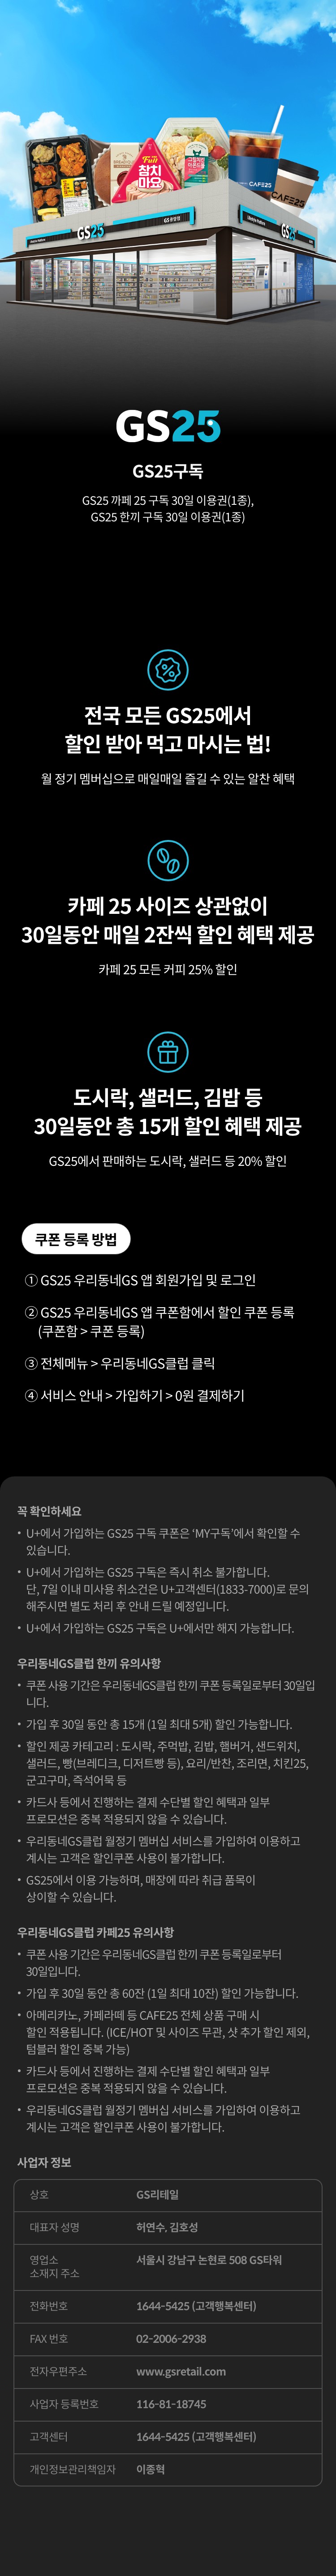 Fun
참치
마요
CAFE25
CAFE25
GS25
GS25
GS25
GS25구독
GS25 까페 25 구독 30일 이용권(1종),
GS25 한끼 구독 30일 이용권(1종)
전국 모든 GS25에서
할인 받아 먹고 마시는 법!
월 정기 멤버십으로 매일매일 즐길 수 있는 알찬 혜택
카페 25 사이즈 상관없이
30일동안 매일 2잔씩 할인 혜택 제공
카페 25 모든 커피 25% 할인
도시락, 샐러드, 김밥 등
30일동안 총 15개 할인 혜택 제공
GS25에서 판매하는 도시락, 샐러드 등 20% 할인
쿠폰 등록 방법
① GS25 우리동네GS 앱 회원가입 및 로그인
② GS25 우리동네GS 앱 쿠폰함에서 할인 쿠폰 등록
(쿠폰함 > 쿠폰 등록)
③ 전체메뉴 > 우리동네GS클럽 클릭
④ 서비스 안내 > 가입하기 > 0원 결제하기
꼭 확인하세요
• U+에서 가입하는 GS25 구독 쿠폰은 ‘MY구독’에서 확인할 수
있습니다.
• U+에서 가입하는 GS25 구독은 즉시 취소 불가합니다.
단, 7일 이내 미사용 취소건은 U+고객센터(1833-7000)로 문의
해주시면 별도 처리 후 안내 드릴 예정입니다.
• U+에서 가입하는 GS25 구독은 U+에서만 해지 가능합니다.
우리동네GS클럽 한끼 유의사항
• 쿠폰 사용 기간은 우리동네GS클럽 한끼 쿠폰 등록일로부터 30일입
니다.
• 가입 후 30일 동안 총 15개 (1일 최대 5개) 할인 가능합니다.
• 할인 제공 카테고리 : 도시락, 주먹밥, 김밥, 햄버거, 샌드위치,
샐러드, 빵(브레디크, 디저트빵 등), 요리/반찬, 조리면, 치킨25,
군고구마, 즉석어묵 등
• 카드사 등에서 진행하는 결제 수단별 할인 혜택과 일부
프로모션은 중복 적용되지 않을 수 있습니다.
• 우리동네GS클럽 월정기 멤버십 서비스를 가입하여 이용하고
계시는 고객은 할인쿠폰 사용이 불가합니다.
• GS25에서 이용 가능하며, 매장에 따라 취급 품목이
상이할 수 있습니다.
우리동네GS클럽 카페25 유의사항
• 쿠폰 사용 기간은 우리동네GS클럽 한끼 쿠폰 등록일로부터
30일입니다.
• 가입 후 30일 동안 총 60잔 (1일 최대 10잔) 할인 가능합니다.
• 아메리카노, 카페라떼 등 CAFE25 전체 상품 구매 시
할인 적용됩니다. (ICE/HOT 및 사이즈 무관, 샷 추가 할인 제외,
텀블러 할인 중복 가능)
• 카드사 등에서 진행하는 결제 수단별 할인 혜택과 일부
프로모션은 중복 적용되지 않을 수 있습니다.
• 우리동네GS클럽 월정기 멤버십 서비스를 가입하여 이용하고
계시는 고객은 할인쿠폰 사용이 불가합니다.
사업자 정보
상호 GS리테일
대표자 성명 허연수, 김호성
영업소 서울시 강남구 논현로 508 GS타워
소재지 주소
전화번호 1644-5425 (고객행복센터)
FAX 번호 02-2006-2938
전자우편주소 www.gsretail.com
사업자 등록번호 116-81-18745
고객센터 1644-5425 (고객행복센터)
개인정보관리책임자 이종혁